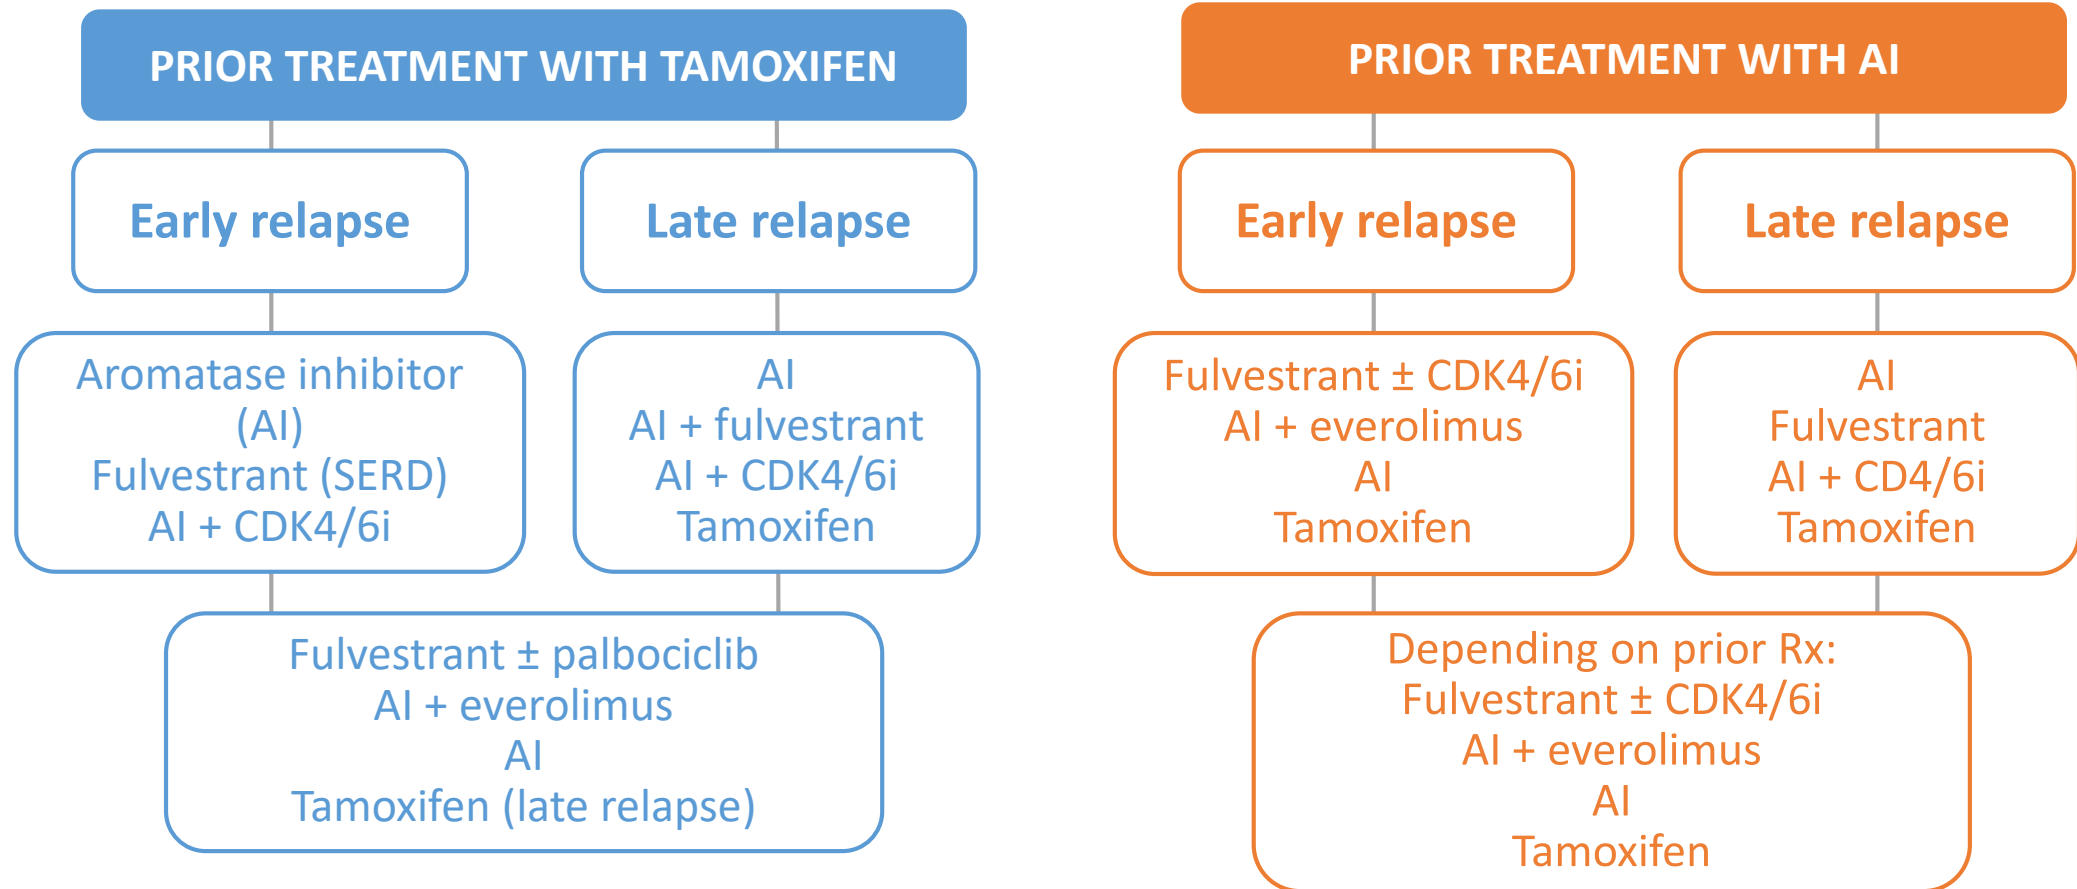 PRIOR TREATMENT WITH TAMOXIFEN
Early relapse
Late relapse
Aromatase inhibitor
(AI)
Fulvestrant (SERD)
AI + CDK4/6i
AI
AI + fulvestrant
AI + CDK4/6i
Tamoxifen
Fulvestrant ± palbociclib
AI + everolimus
AI
Tamoxifen (late relapse)
PRIOR TREATMENT WITH AI
Early relapse
Late relapse
Fulvestrant ± CDK4/6i
AI + everolimus
AI
Tamoxifen
AI
Fulvestrant
AI + CD4/6i
Tamoxifen
Depending on prior Rx:
Fulvestrant ± CDK4/6i
AI + everolimus
AI
Tamoxifen